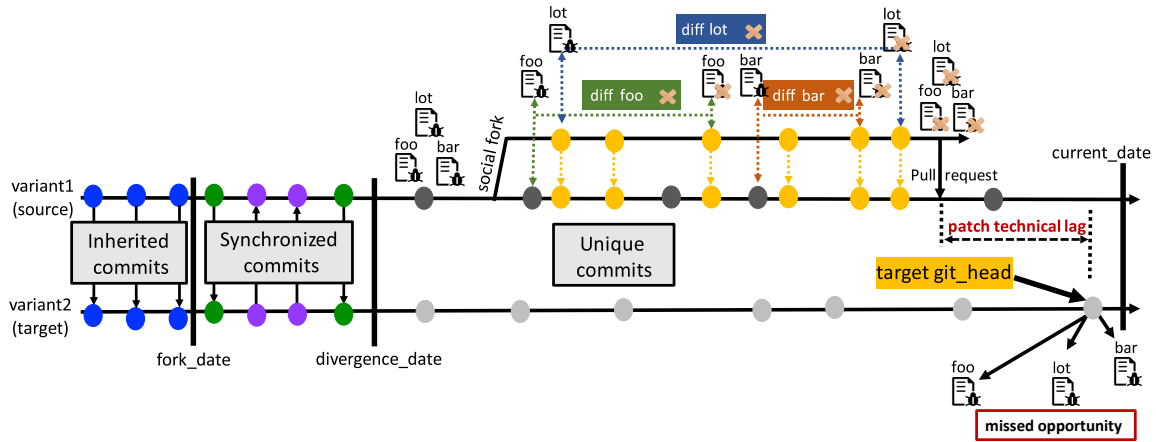 lot
diff lot
lot
foo
foo
bar
bar
lot
diff foo
diff bar
foo
bar
lot
foo
bar
social fork
current_date
variant1
(source)
Pull request
Inherited
commits
Synchronized
commits
Unique
commits
patch technical lag
target git_head
variant2
(target)
fork_date
divergence_date
foo
lot
bar
missed opportunity